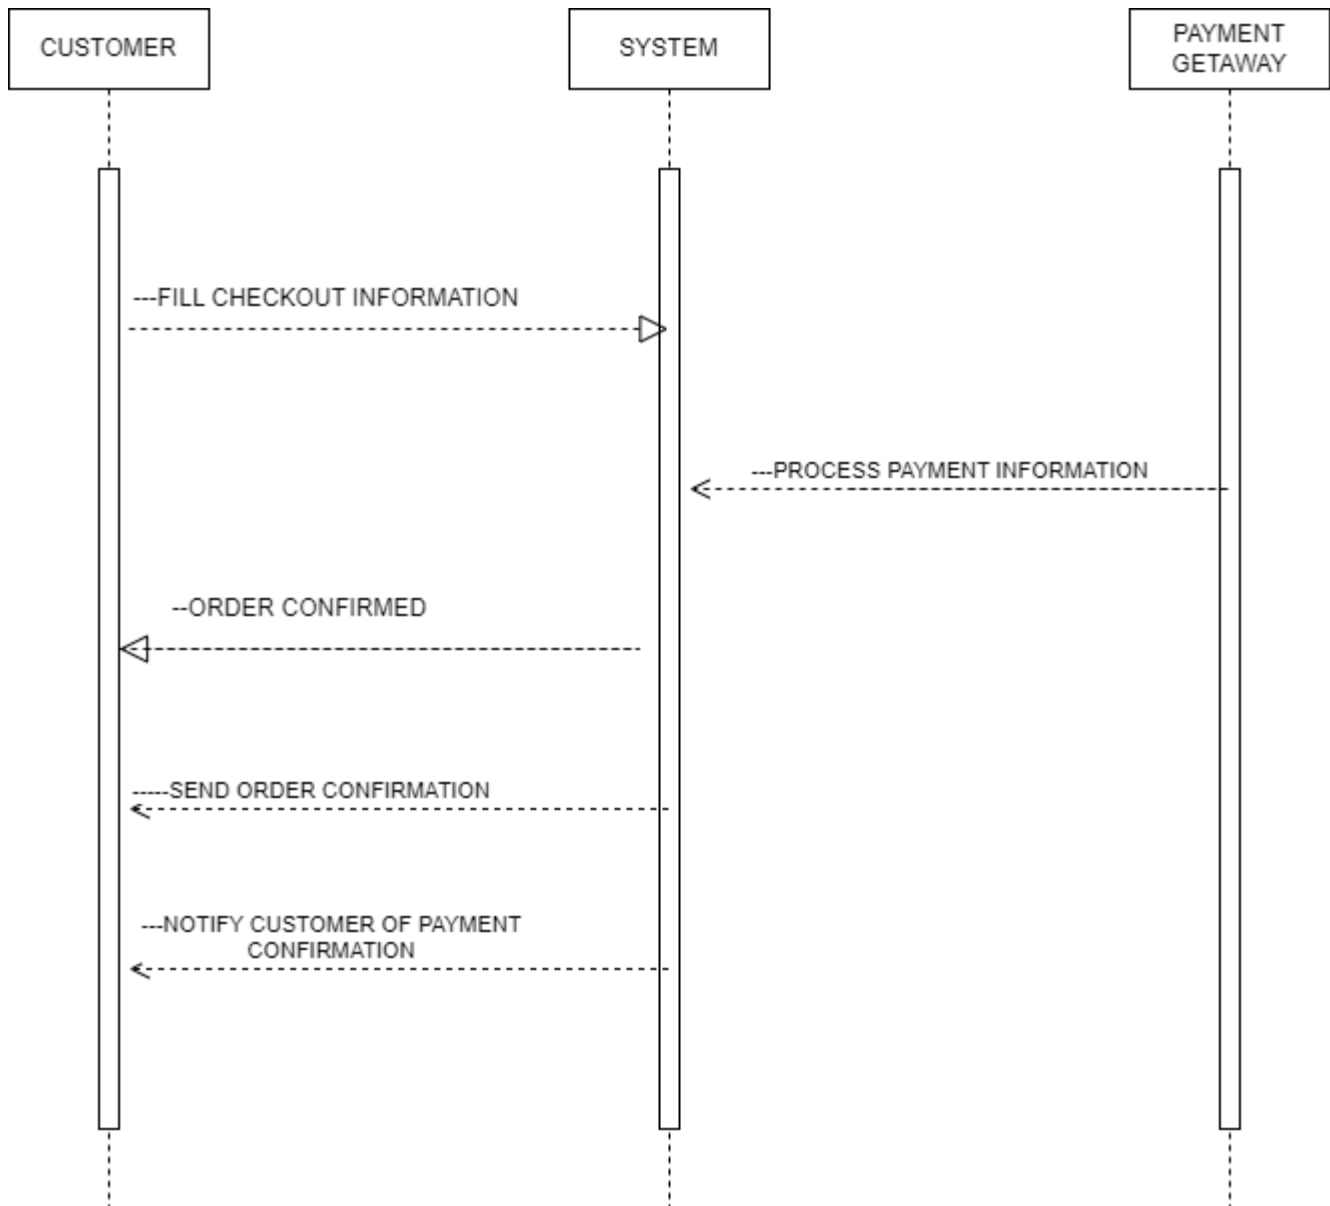 CUSTOMER
SYSTEM
PAYMENT
GETAWAY
---FILL CHECKOUT INFORMATION
---PROCESS PAYMENT INFORMATION
--ORDER CONFIRMED
-----SEND ORDER CONFIRMATION
---NOTIFY CUSTOMER OF PAYMENT
CONFIRMATION